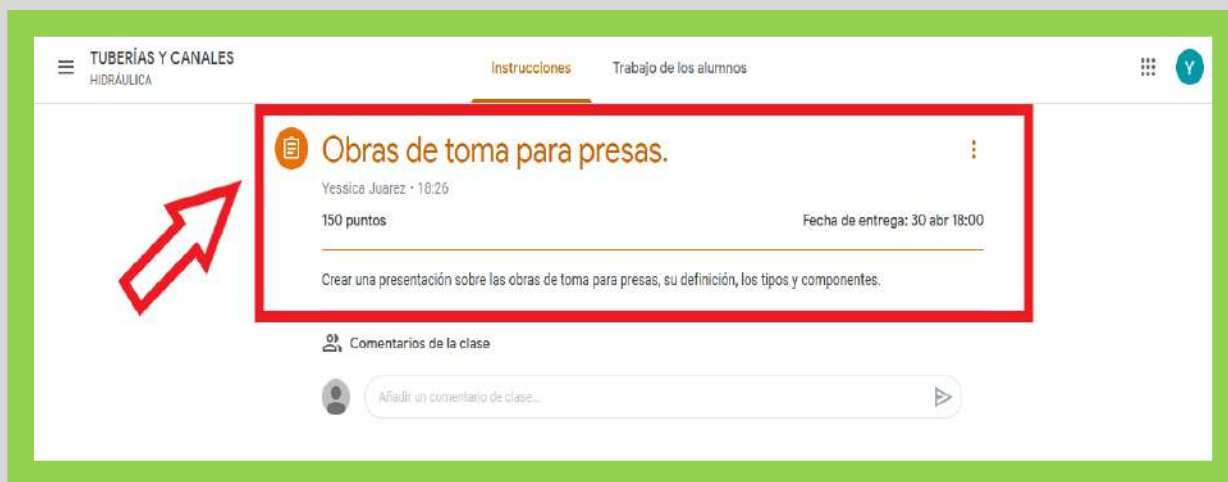 TUBERÍAS Y CANALES
HIDRÁULICA
Instrucciones
Trabajo de los alumnos
Y
Obras de toma para presas.
Yessica Juarez · 18:26
150 puntos
Fecha de entrega: 30 abr 18:00
Crear una presentación sobre las obras de toma para presas, su definición, los tipos y componentes.
Comentarios de la clase
Añadir un comentario de clase...